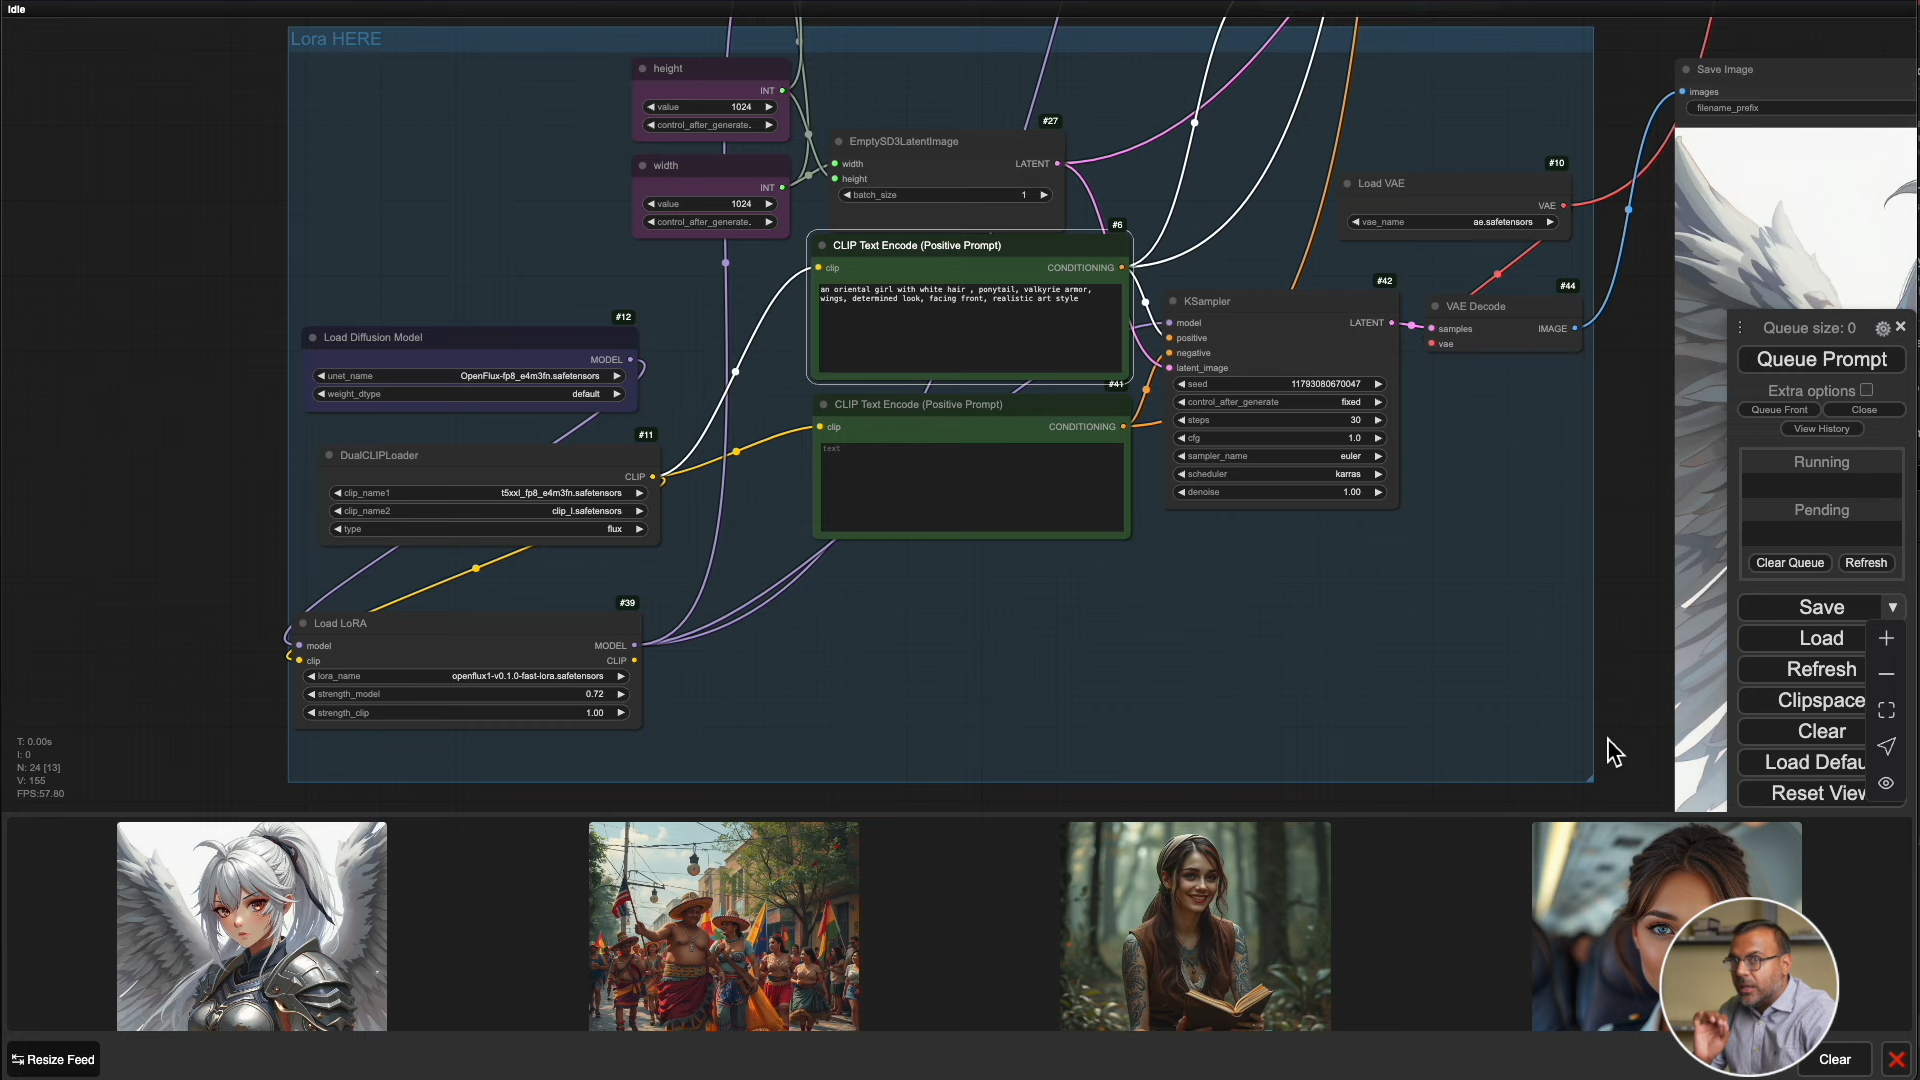 Idle
Lora HERE
height
INT
value 1024
control_after_generate.
width
INT
value 1024
control_after_generate.
#27
EmptySD3LatentImage
width LATENT
height
batch_size 1
#6
CLIP Text Encode (Positive Prompt)
clip CONDITIONING
an oriental girl with white hair , ponytail, valkyrie armor,
wings, determined look, facing front, realistic art style
#41
CLIP Text Encode (Positive Prompt)
clip CONDITIONING
text
#12
Load Diffusion Model
MODEL
unet_name OpenFlux-fp8_e4m3fn.safetensors
weight_dtype default
#11
DualCLIPLoader
CLIP
clip_name1 t5xxl_fp8_e4m3fn.safetensors
clip_name2 clip_l.safetensors
type flux
#39
Load LoRA
model MODEL
clip CLIP
lora_name openflux1-v0.1.0-fast-lora.safetensors
strength_model 0.72
strength_clip 1.00
#42
KSampler
model LATENT
positive
negative
latent_image
seed 11793080670047
control_after_generate fixed
steps 30
cfg 1.0
sampler_name euler
scheduler karras
denoise 1.00
#10
Load VAE
VAE
vae_name ae.safetensors
#44
VAE Decode
samples IMAGE
vae
Save Image
images
filename_prefix
Queue size: 0
Queue Prompt
Extra options
Queue Front Close
View History
Running
Pending
Clear Queue Refresh
Save
Load
Refresh
Clipspace
Clear
Load Defau
Reset View
T: 0.00s
I: 0
N: 24 [13]
V: 155
FPS:57.80
Resize Feed
Clear